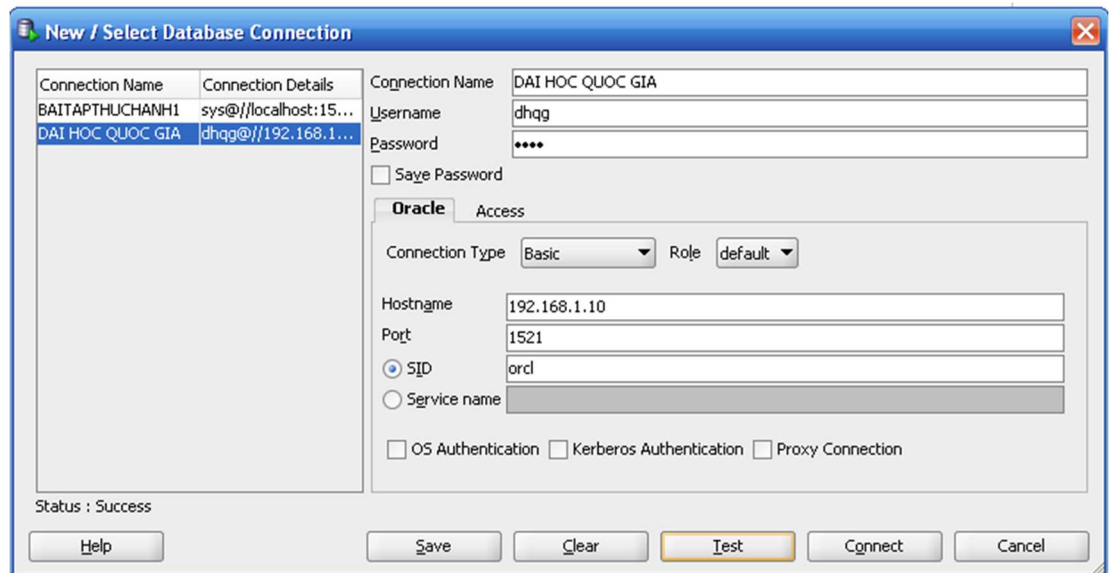 New / Select Database Connection
Connection Name Connection Details
BAITAPTHUCHANH1 sys@//localhost:15...
DAI HOC QUOC GIA dhqg@//192.168.1...
Connection Name DAI HOC QUOC GIA
Username dhqg
Password ••••
Save Password
Oracle Access
Connection Type Basic Role default
Hostname 192.168.1.10
Port 1521
SID orcl
Service name
OS Authentication Kerberos Authentication Proxy Connection
Status : Success
Help Save Clear Test Connect Cancel